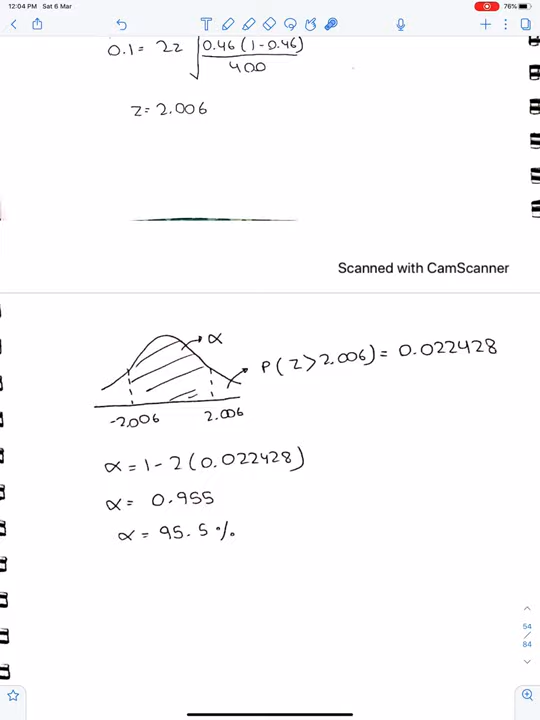 12:04 PM Sat 6 Mar
76%
0.1 = 2z √(0.46 (1-0.46) / 400)
z = 2.006
Scanned with CamScanner
α
P(Z > 2.006) = 0.022428
-2.006 2.006
α = 1 - 2 (0.022428)
α = 0.955
α = 95.5 %
54
/
84